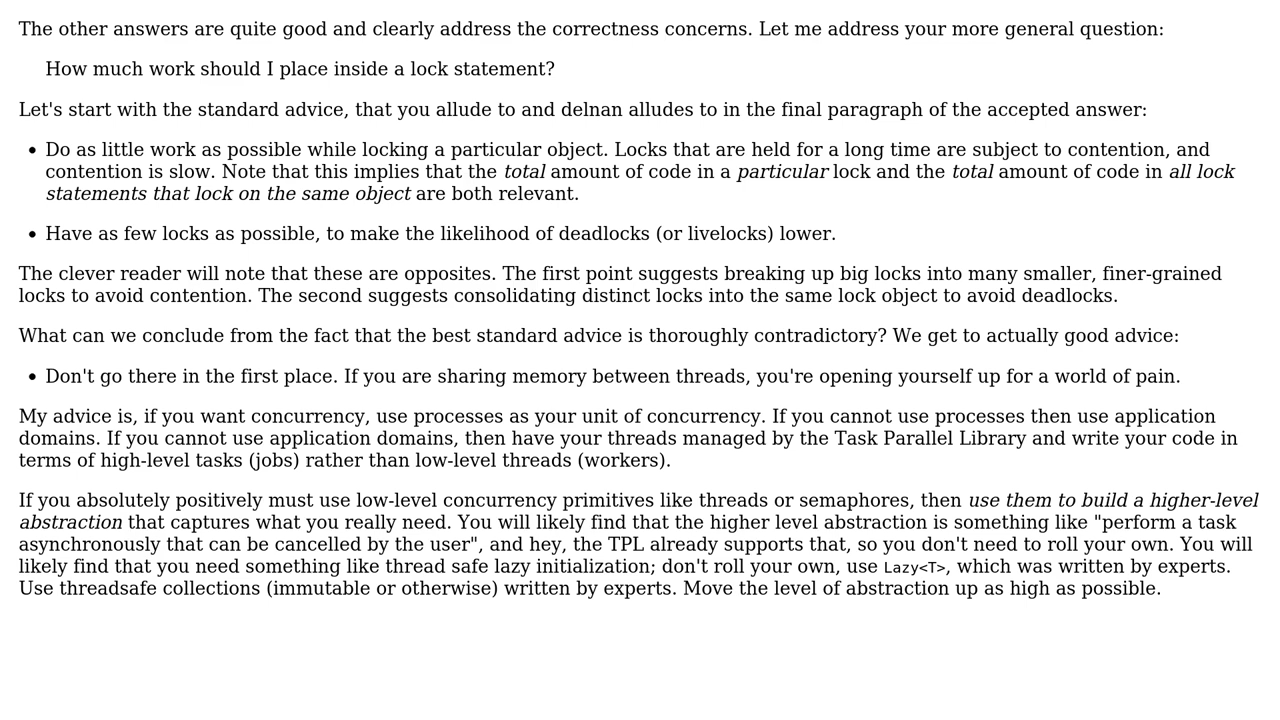 The other answers are quite good and clearly address the correctness concerns. Let me address your more general question:
How much work should I place inside a lock statement?
Let's start with the standard advice, that you allude to and delnan alludes to in the final paragraph of the accepted answer:
• Do as little work as possible while locking a particular object. Locks that are held for a long time are subject to contention, and
contention is slow. Note that this implies that the total amount of code in a particular lock and the total amount of code in all lock
statements that lock on the same object are both relevant.
• Have as few locks as possible, to make the likelihood of deadlocks (or livelocks) lower.
The clever reader will note that these are opposites. The first point suggests breaking up big locks into many smaller, finer-grained
locks to avoid contention. The second suggests consolidating distinct locks into the same lock object to avoid deadlocks.
What can we conclude from the fact that the best standard advice is thoroughly contradictory? We get to actually good advice:
• Don't go there in the first place. If you are sharing memory between threads, you're opening yourself up for a world of pain.
My advice is, if you want concurrency, use processes as your unit of concurrency. If you cannot use processes then use application
domains. If you cannot use application domains, then have your threads managed by the Task Parallel Library and write your code in
terms of high-level tasks (jobs) rather than low-level threads (workers).
If you absolutely positively must use low-level concurrency primitives like threads or semaphores, then use them to build a higher-level
abstraction that captures what you really need. You will likely find that the higher level abstraction is something like "perform a task
asynchronously that can be cancelled by the user", and hey, the TPL already supports that, so you don't need to roll your own. You will
likely find that you need something like thread safe lazy initialization; don't roll your own, use Lazy<T>, which was written by experts.
Use threadsafe collections (immutable or otherwise) written by experts. Move the level of abstraction up as high as possible.